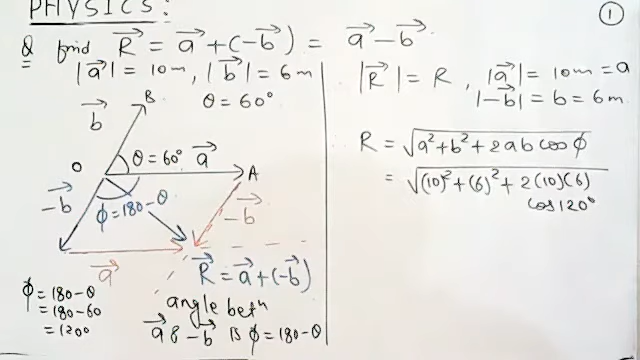 PHYSICS:
①
Q find R⃗ = a⃗ + (-b⃗) = a⃗ - b⃗
|a⃗| = 10m, |b⃗| = 6m
θ = 60°
B
b⃗
O
θ = 60° a⃗
A
-b⃗
ϕ = 180-θ
-b⃗
a⃗
R⃗ = a⃗ + (-b⃗)
ϕ = 180-θ
= 180-60
= 120°
angle betⁿ
a⃗ & -b⃗ is ϕ = 180-θ
|R⃗| = R, |a⃗| = 10m = a
|-b⃗| = b = 6m
R = √(a² + b² + 2ab cos ϕ)
= √((10)² + (6)² + 2(10)(6)
cos 120°